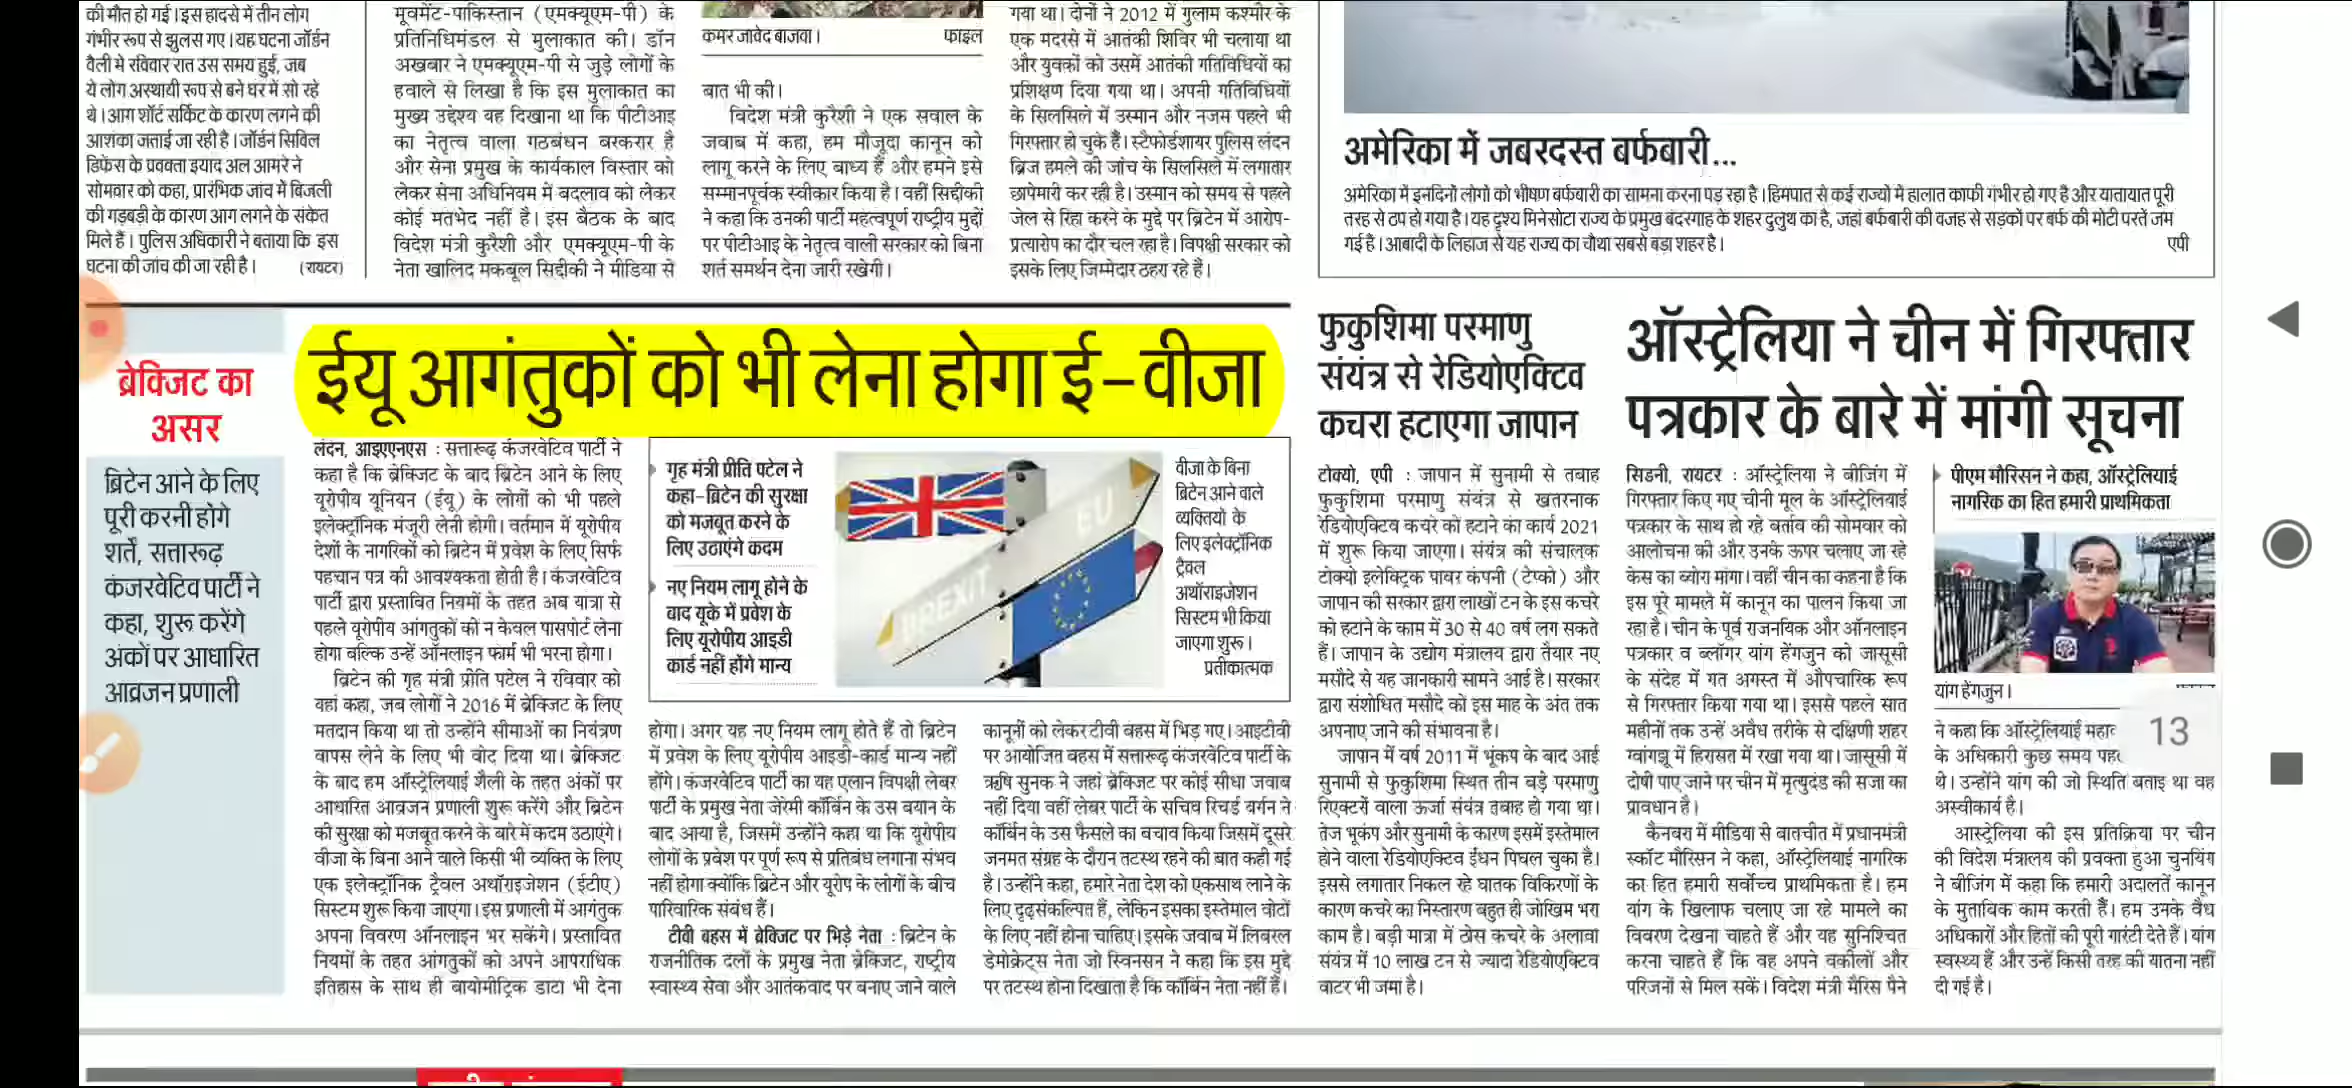 की मौत हो गई। इस हादसे में तीन लोग
गंभीर रूप से झुलस गए। यह घटना जॉर्डन
वैली मे रविवार रात उस समय हुई, जब
ये लोग अस्थायी रूप से बने घर में सो रहे
थे। आग शॉर्ट सर्किट के कारण लगने की
आशंका जताई जा रही है। जॉर्डन सिविल
डिफेंस के प्रवक्ता इयाद अल आमरे ने
सोमवार को कहा, प्रारंभिक जांच में बिजली
की गड़बड़ी के कारण आग लगने के संकेत
मिले हैं। पुलिस अधिकारी ने बताया कि इस
घटना की जांच की जा रही है। (रायटर)
मूवमेंट-पाकिस्तान (एमक्यूएम-पी) के
प्रतिनिधिमंडल से मुलाकात की। डॉन
अखबार ने एमक्यूएम-पी से जुड़े लोगों के
हवाले से लिखा है कि इस मुलाकात का
मुख्य उद्देश्य यह दिखाना था कि पीटीआइ
का नेतृत्व वाला गठबंधन बरकरार है
और सेना प्रमुख के कार्यकाल विस्तार को
लेकर सेना अधिनियम में बदलाव को लेकर
कोई मतभेद नहीं है। इस बैठक के बाद
विदेश मंत्री कुरैशी और एमक्यूएम-पी के
नेता खालिद मकबूल सिद्दीकी ने मीडिया से
कमर जावेद बाजवा। फाइल
बात भी की।
विदेश मंत्री कुरैशी ने एक सवाल के
जवाब में कहा, हम मौजूदा कानून को
लागू करने के लिए बाध्य हैं और हमने इसे
सम्मानपूर्वक स्वीकार किया है। वहीं सिद्दीकी
ने कहा कि उनकी पार्टी महत्वपूर्ण राष्ट्रीय मुद्दों
पर पीटीआइ के नेतृत्व वाली सरकार को बिना
शर्त समर्थन देना जारी रखेगी।
गया था। दोनों ने 2012 में गुलाम कश्मीर के
एक मदरसे में आतंकी शिविर भी चलाया था
और युवकों को उसमें आतंकी गतिविधियों का
प्रशिक्षण दिया गया था। अपनी गतिविधियों
के सिलसिले में उस्मान और नजम पहले भी
गिरफ्तार हो चुके हैं। स्टैफोर्डशायर पुलिस लंदन
ब्रिज हमले की जांच के सिलसिले में लगातार
छापेमारी कर रही है। उस्मान को समय से पहले
जेल से रिहा करने के मुद्दे पर ब्रिटेन में आरोप-
प्रत्यारोप का दौर चल रहा है। विपक्षी सरकार को
इसके लिए जिम्मेदार ठहरा रहे हैं।
अमेरिका में जबरदस्त बर्फबारी...
अमेरिका में इन दिनों लोगों को भीषण बर्फबारी का सामना करना पड़ रहा है। हिमपात से कई राज्यों में हालात काफी गंभीर हो गए है और यातायात पूरी
तरह से ठप हो गया है। यह दृश्य मिनेसोटा राज्य के प्रमुख बंदरगाह के शहर दुलुथ का है, जहां बर्फबारी की वजह से सड़कों पर बर्फ की मोटी परतें जम
गई है। आबादी के लिहाज से यह राज्य का चौथा सबसे बड़ा शहर है। एपी
ब्रेक्जिट का
असर
ब्रिटेन आने के लिए
पूरी करनी होंगे
शर्तें, सत्तारूढ़
कंजरवेटिव पार्टी ने
कहा, शुरू करेंगे
अंकों पर आधारित
आव्रजन प्रणाली
ईयू आगंतुकों को भी लेना होगा ई-वीजा
लंदन, आइएएनएस : सत्तारूढ़ कंजरवेटिव पार्टी ने
कहा है कि ब्रेक्जिट के बाद ब्रिटेन आने के लिए
यूरोपीय यूनियन (ईयू) के लोगों को भी पहले
इलेक्ट्रॉनिक मंजूरी लेनी होगी। वर्तमान में यूरोपीय
देशों के नागरिकों को ब्रिटेन में प्रवेश के लिए सिर्फ
पहचान पत्र की आवश्यकता होती है। कंजरवेटिव
पार्टी द्वारा प्रस्तावित नियमों के तहत अब यात्रा से
पहले यूरोपीय आंगतुकों को न केवल पासपोर्ट लेना
होगा बल्कि उन्हें ऑनलाइन फार्म भी भरना होगा।
ब्रिटेन की गृह मंत्री प्रीति पटेल ने रविवार को
यहां कहा, जब लोगों ने 2016 में ब्रेक्जिट के लिए
मतदान किया था तो उन्होंने सीमाओं का नियंत्रण
वापस लेने के लिए भी वोट दिया था। ब्रेक्जिट
के बाद हम ऑस्ट्रेलियाई शैली के तहत अंकों पर
आधारित आव्रजन प्रणाली शुरू करेंगे और ब्रिटेन
की सुरक्षा को मजबूत करने के बारे में कदम उठाएंगे।
वीजा के बिना आने वाले किसी भी व्यक्ति के लिए
एक इलेक्ट्रॉनिक ट्रैवल अथॉराइजेशन (ईटीए)
सिस्टम शुरू किया जाएगा। इस प्रणाली में आगंतुक
अपना विवरण ऑनलाइन भर सकेंगे। प्रस्तावित
नियमों के तहत आंगतुकों को अपने आपराधिक
इतिहास के साथ ही बायोमीट्रिक डाटा भी देना
गृह मंत्री प्रीति पटेल ने
कहा-ब्रिटेन की सुरक्षा
को मजबूत करने के
लिए उठाएंगे कदम
नए नियम लागू होने के
बाद यूके में प्रवेश के
लिए यूरोपीय आइडी
कार्ड नहीं होंगे मान्य
EU
BREXIT
वीजा के बिना
ब्रिटेन आने वाले
व्यक्तियों के
लिए इलेक्ट्रॉनिक
ट्रैवल
अथॉराइजेशन
सिस्टम भी किया
जाएगा शुरू।
प्रतीकात्मक
होगा। अगर यह नए नियम लागू होते हैं तो ब्रिटेन
में प्रवेश के लिए यूरोपीय आइडी-कार्ड मान्य नहीं
होंगे। कंजरवेटिव पार्टी का यह एलान विपक्षी लेबर
पार्टी के प्रमुख नेता जेरेमी कॉर्बिन के उस बयान के
बाद आया है, जिसमें उन्होंने कहा था कि यूरोपीय
लोगों के प्रवेश पर पूर्ण रूप से प्रतिबंध लगाना संभव
नहीं होगा क्योंकि ब्रिटेन और यूरोप के लोगों के बीच
पारिवारिक संबंध हैं।
टीवी बहस में ब्रेक्जिट पर भिड़े नेता : ब्रिटेन के
राजनीतिक दलों के प्रमुख नेता ब्रेक्जिट, राष्ट्रीय
स्वास्थ्य सेवा और आतंकवाद पर बनाए जाने वाले
कानूनों को लेकर टीवी बहस में भिड़ गए। आइटीवी
पर आयोजित बहस में सत्तारूढ़ कंजरवेटिव पार्टी के
ऋषि सुनक ने जहां ब्रेक्जिट पर कोई सीधा जवाब
नहीं दिया वहीं लेबर पार्टी के सचिव रिचर्ड बर्गन ने
कॉर्बिन के उस फैसले का बचाव किया जिसमें दूसरे
जनमत संग्रह के दौरान तटस्थ रहने की बात कही गई
है। उन्होंने कहा, हमारे नेता देश को एकसाथ लाने के
लिए दृढ़संकल्पित हैं, लेकिन इसका इस्तेमाल वोटों
के लिए नहीं होना चाहिए। इसके जवाब में लिबरल
डेमोक्रेट्स नेता जो स्विनसन ने कहा कि इस मुद्दे
पर तटस्थ होना दिखाता है कि कॉर्बिन नेता नहीं हैं।
फुकुशिमा परमाणु
संयंत्र से रेडियोएक्टिव
कचरा हटाएगा जापान
टोक्यो, एपी : जापान में सुनामी से तबाह
फुकुशिमा परमाणु संयंत्र से खतरनाक
रेडियोएक्टिव कचरे को हटाने का कार्य 2021
में शुरू किया जाएगा। संयंत्र की संचालक
टोक्यो इलेक्ट्रिक पावर कंपनी (टेप्को) और
जापान की सरकार द्वारा लाखों टन के इस कचरे
को हटाने के काम में 30 से 40 वर्ष लग सकते
हैं। जापान के उद्योग मंत्रालय द्वारा तैयार नए
मसौदे से यह जानकारी सामने आई है। सरकार
द्वारा संशोधित मसौदे को इस माह के अंत तक
अपनाए जाने की संभावना है।
जापान में वर्ष 2011 में भूकंप के बाद आई
सुनामी से फुकुशिमा स्थित तीन बड़े परमाणु
रिएक्टरों वाला ऊर्जा संयंत्र तबाह हो गया था।
तेज भूकंप और सुनामी के कारण इसमें इस्तेमाल
होने वाला रेडियोएक्टिव ईंधन पिघल चुका है।
इससे लगातार निकल रहे घातक विकिरणों के
कारण कचरे का निस्तारण बहुत ही जोखिम भरा
काम है। बड़ी मात्रा में ठोस कचरे के अलावा
संयंत्र में 10 लाख टन से ज्यादा रेडियोएक्टिव
वाटर भी जमा है।
ऑस्ट्रेलिया ने चीन में गिरफ्तार
पत्रकार के बारे में मांगी सूचना
सिडनी, रायटर : ऑस्ट्रेलिया ने बीजिंग में
गिरफ्तार किए गए चीनी मूल के ऑस्ट्रेलियाई
पत्रकार के साथ हो रहे बर्ताव की सोमवार को
आलोचना की और उनके ऊपर चलाए जा रहे
केस का ब्योरा मांगा। वहीं चीन का कहना है कि
इस पूरे मामले में कानून का पालन किया जा
रहा है। चीन के पूर्व राजनयिक और ऑनलाइन
पत्रकार व ब्लॉगर यांग हेंगजुन को जासूसी
के संदेह में गत अगस्त में औपचारिक रूप
से गिरफ्तार किया गया था। इससे पहले सात
महीनों तक उन्हें अवैध तरीके से दक्षिणी शहर
ग्वांगझू में हिरासत में रखा गया था। जासूसी में
दोषी पाए जाने पर चीन में मृत्युदंड की सजा का
प्रावधान है।
कैनबरा में मीडिया से बातचीत में प्रधानमंत्री
स्कॉट मौरिसन ने कहा, ऑस्ट्रेलियाई नागरिक
का हित हमारी सर्वोच्च प्राथमिकता है। हम
यांग के खिलाफ चलाए जा रहे मामले का
विवरण देखना चाहते हैं और यह सुनिश्चित
करना चाहते हैं कि वह अपने वकीलों और
परिजनों से मिल सकें। विदेश मंत्री मैरिस पैने
पीएम मौरिसन ने कहा, ऑस्ट्रेलियाई
नागरिक का हित हमारी प्राथमिकता
यांग हेंगजुन।
ने कहा कि ऑस्ट्रेलियाई
के अधिकारी कुछ समय
थे। उन्होंने यांग की जो स्थिति बताइ था वह
अस्वीकार्य है।
आस्ट्रेलिया की इस प्रतिक्रिया पर चीन
की विदेश मंत्रालय की प्रवक्ता हुआ चुनयिंग
ने बीजिंग में कहा कि हमारी अदालतें कानून
के मुताबिक काम करती हैं। हम उनके वैध
अधिकारों और हितों की पूरी गारंटी देते हैं। यांग
स्वस्थ्य हैं और उन्हें किसी तरह की यातना नहीं
दी गई है।
13